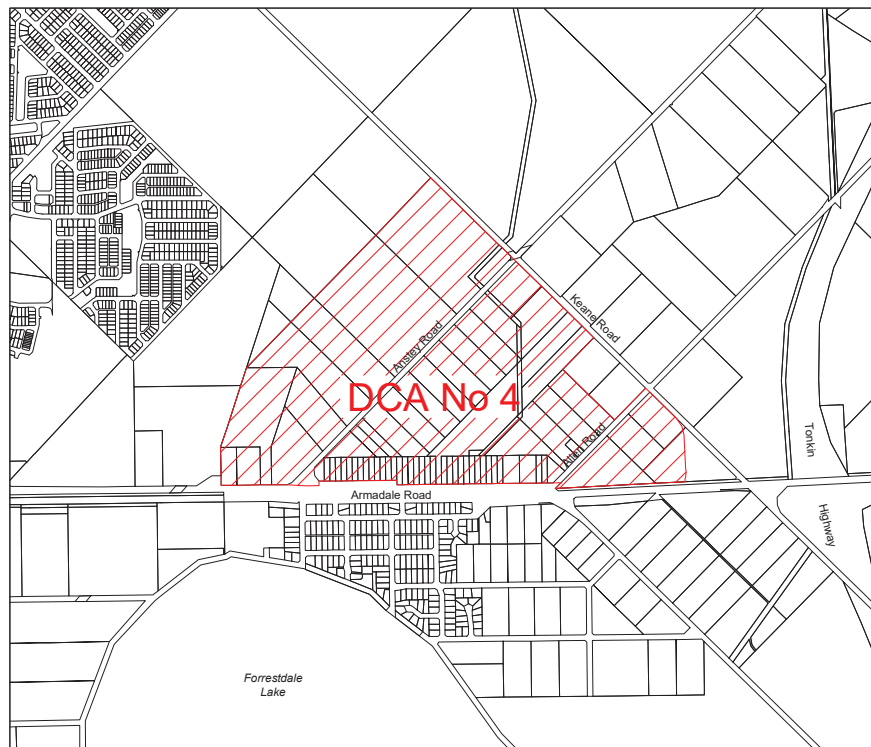 Keane Road
Anstey Road
DCA No 4
Allen Road
Tonkin
Highway
Armadale Road
Forrestdale
Lake